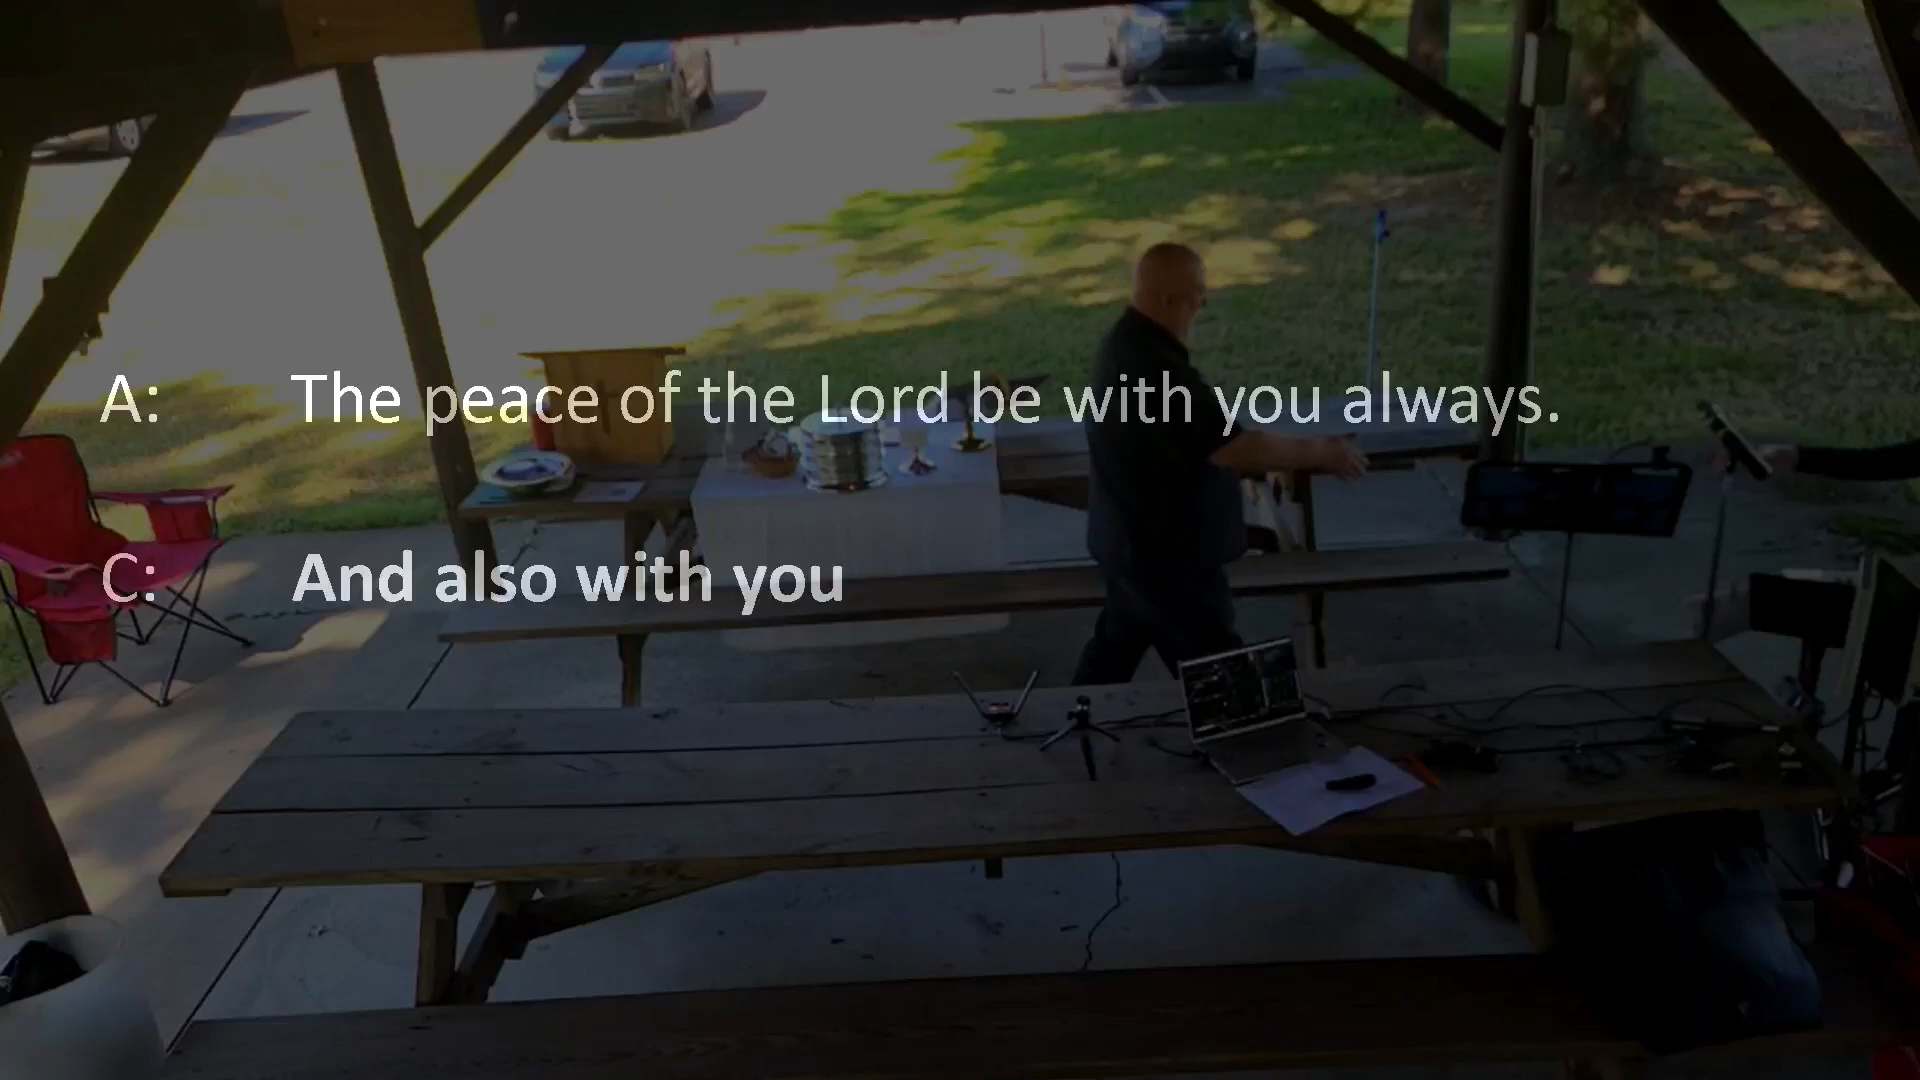 A: The peace of the Lord be with you always.
C: And also with you